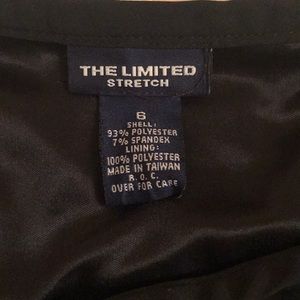 THE LIMITED
STRETCH
6
SHELL:
93% POLYESTER
7% SPANDEX
LINING:
100% POLYESTER
MADE IN TAIWAN
R. O. C.
OVER FOR CARE